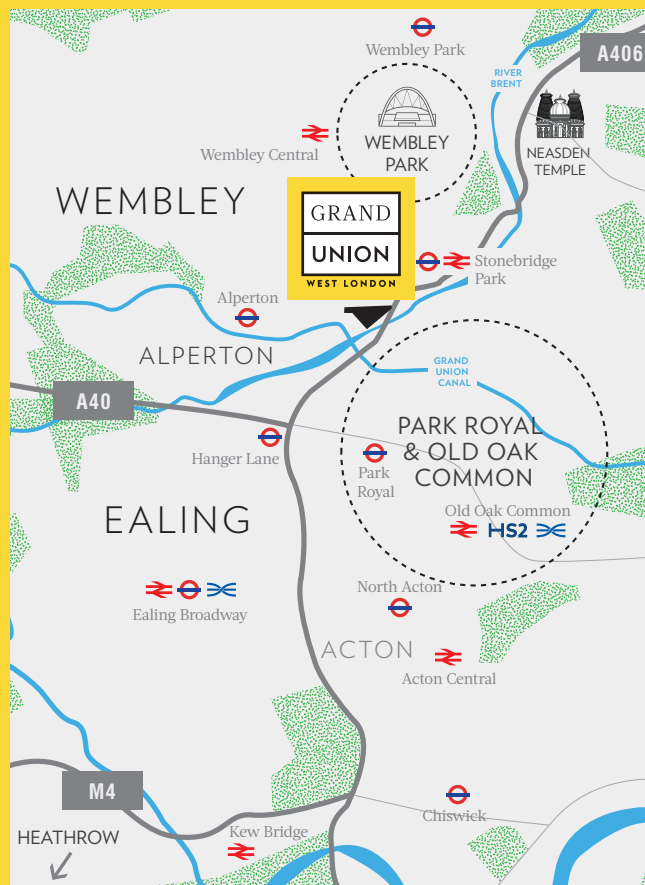 Wembley Park
A406
RIVER
BRENT
WEMBLEY
PARK
Wembley Central
NEASDEN
TEMPLE
WEMBLEY
GRAND
UNION
WEST LONDON
Stonebridge
Park
Alperton
ALPERTON
GRAND
UNION
CANAL
A40
PARK ROYAL
& OLD OAK
COMMON
Hanger Lane
Park
Royal
Old Oak Common
HS2
EALING
North Acton
Ealing Broadway
ACTON
Acton Central
M4
Chiswick
HEATHROW
Kew Bridge